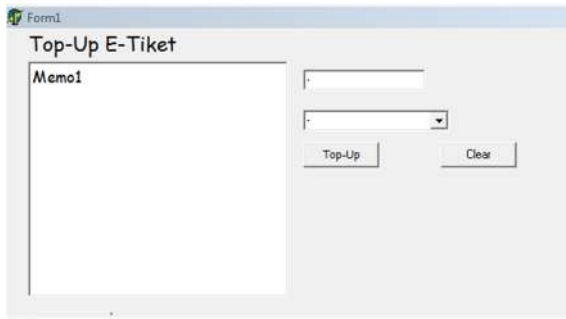 Form1
Top-Up E-Tiket
Memo1
-
-
Top-Up Clear